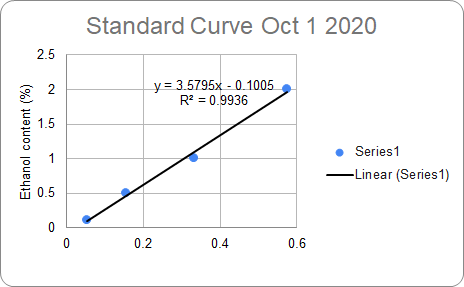 Standard Curve Oct 1 2020
Ethanol content (%)
2.5
2
1.5
1
0.5
0
y = 3.5795x - 0.1005
R² = 0.9936
0
0.2
0.4
0.6
Series1
Linear (Series1)